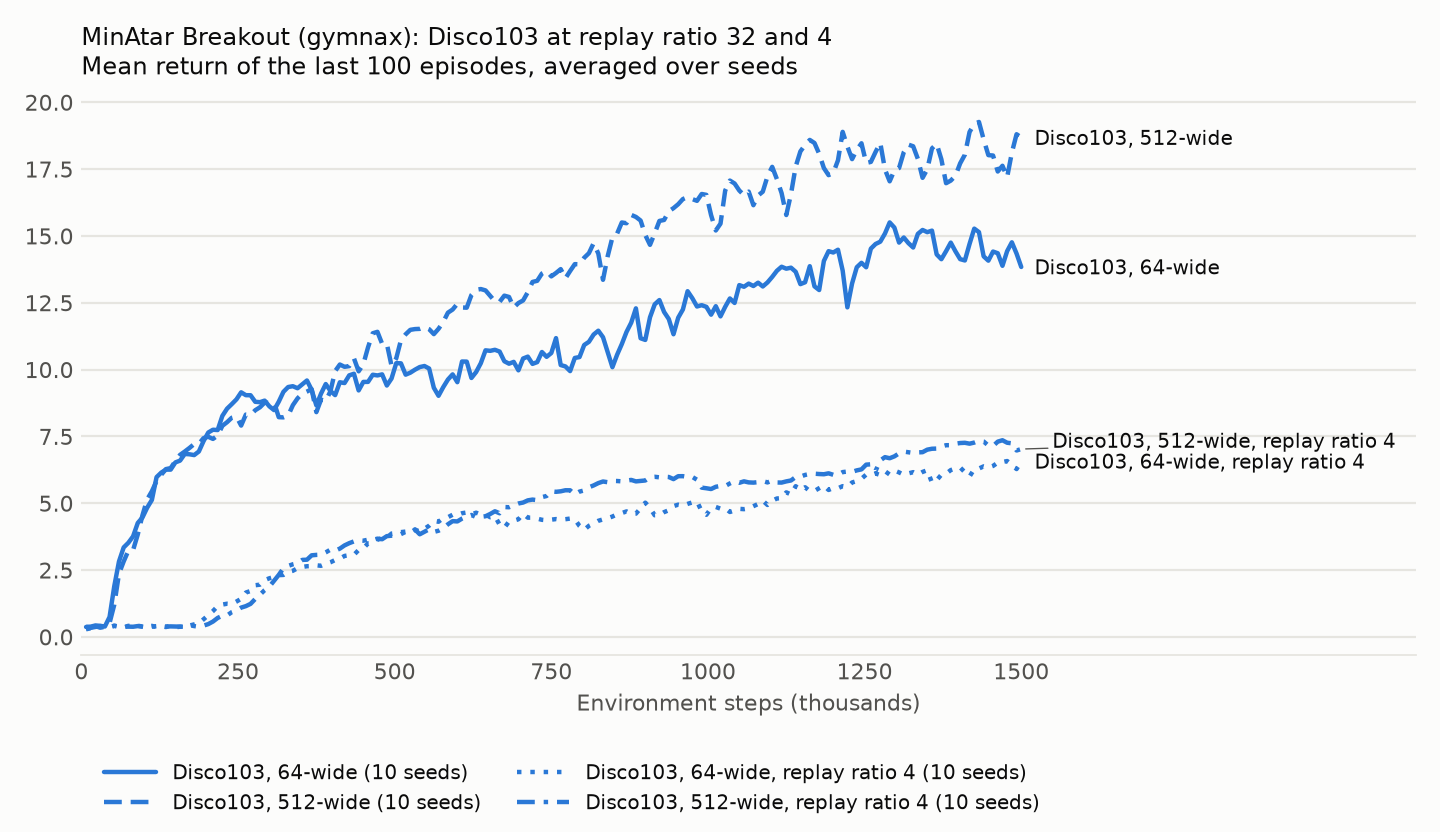 MinAtar Breakout (gymnax): Disco103 at replay ratio 32 and 4
Mean return of the last 100 episodes, averaged over seeds
20.0
17.5
15.0
12.5
10.0
7.5
5.0
2.5
0.0
Disco103, 512-wide
Disco103, 64-wide
Disco103, 512-wide, replay ratio 4
Disco103, 64-wide, replay ratio 4
0 250 500 750 1000 1250 1500
Environment steps (thousands)
Disco103, 64-wide (10 seeds)
Disco103, 512-wide (10 seeds)
Disco103, 64-wide, replay ratio 4 (10 seeds)
Disco103, 512-wide, replay ratio 4 (10 seeds)